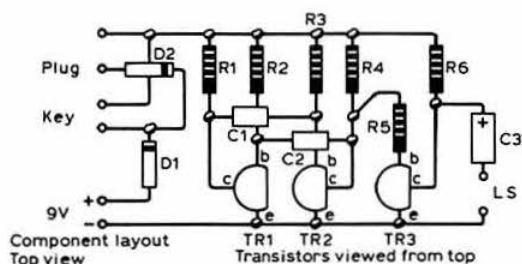 R3
D2
Plug
R1
R2
R4
R6
Key
C1
R5
C3
C2
D1
b
b
b
c
c
c
LS
+
9V
-
e
e
e
+
Component layout
Top view
TR1
TR2
TR3
Transistors viewed from top